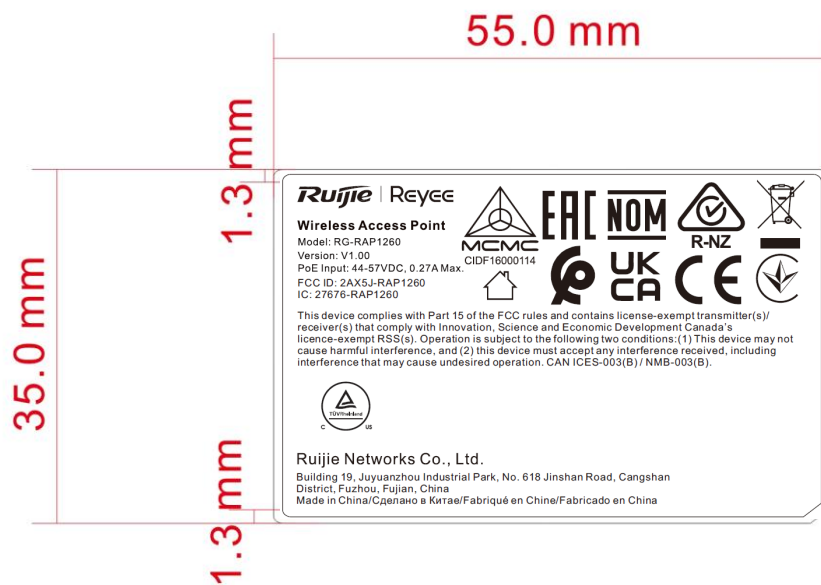 55.0 mm
1.3 mm
35.0 mm
1.3 mm
Ruijie | Reyee
Wireless Access Point
Model: RG-RAP1260
Version: V1.00
PoE Input: 44-57VDC, 0.27A Max.
FCC ID: 2AX5J-RAP1260
IC: 27676-RAP1260
MCMC
CIDF16000114
EAC
NOM
R-NZ
UK
CA
CE
This device complies with Part 15 of the FCC rules and contains license-exempt transmitter(s)/
receiver(s) that comply with Innovation, Science and Economic Development Canada's
licence-exempt RSS(s). Operation is subject to the following two conditions:(1) This device may not
cause harmful interference, and (2) this device must accept any interference received, including
interference that may cause undesired operation. CAN ICES-003(B) / NMB-003(B).
TÜVRheinland
C US
Ruijie Networks Co., Ltd.
Building 19, Juyuanzhou Industrial Park, No. 618 Jinshan Road, Cangshan
District, Fuzhou, Fujian, China
Made in China/Сделано в Китае/Fabriqué en Chine/Fabricado en China